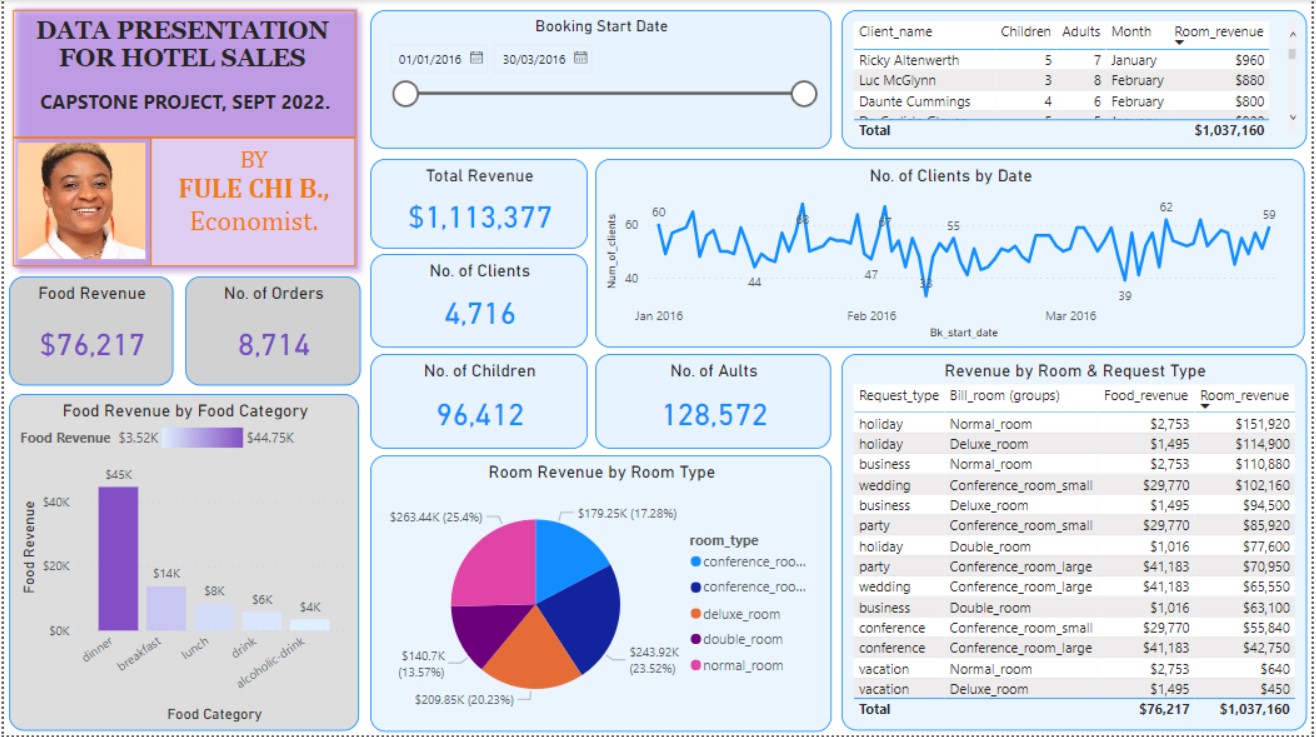 DATA PRESENTATION
FOR HOTEL SALES
CAPSTONE PROJECT, SEPT 2022.
BY
FULE CHI B.,
Economist.
Booking Start Date
01/01/2016 30/03/2016
Client_name Children Adults Month Room_revenue
Ricky Altenwerth 5 7 January $960
Luc McGlynn 3 8 February $880
Daunte Cummings 4 6 February $800
Total $1,037,160
Total Revenue
$1,113,377
No. of Clients
4,716
No. of Clients by Date
Num_of_clients
60
40
60
44
68
47
67
33
55
39
62
59
Jan 2016 Feb 2016 Mar 2016
Bk_start_date
Food Revenue
$76,217
No. of Orders
8,714
No. of Children
96,412
No. of Aults
128,572
Food Revenue by Food Category
Food Revenue $3.52K $44.75K
Food Revenue
$40K
$20K
$0K
$45K
$14K
$8K
$6K
$4K
dinner
breakfast
lunch
drink
alcoholic-drink
Food Category
Room Revenue by Room Type
$263.44K (25.4%)
$179.25K (17.28%)
$140.7K
(13.57%)
$243.92K
(23.52%)
$209.85K (20.23%)
room_type
conference_roo...
conference_roo...
deluxe_room
double_room
normal_room
Revenue by Room & Request Type
Request_type Bill_room (groups) Food_revenue Room_revenue
holiday Normal_room $2,753 $151,920
holiday Deluxe_room $1,495 $114,900
business Normal_room $2,753 $110,880
wedding Conference_room_small $29,770 $102,160
business Deluxe_room $1,495 $94,500
party Conference_room_small $29,770 $85,920
holiday Double_room $1,016 $77,600
party Conference_room_large $41,183 $70,950
wedding Conference_room_large $41,183 $65,550
business Double_room $1,016 $63,100
conference Conference_room_small $29,770 $55,840
conference Conference_room_large $41,183 $42,750
vacation Normal_room $2,753 $640
vacation Deluxe_room $1,495 $450
Total $76,217 $1,037,160